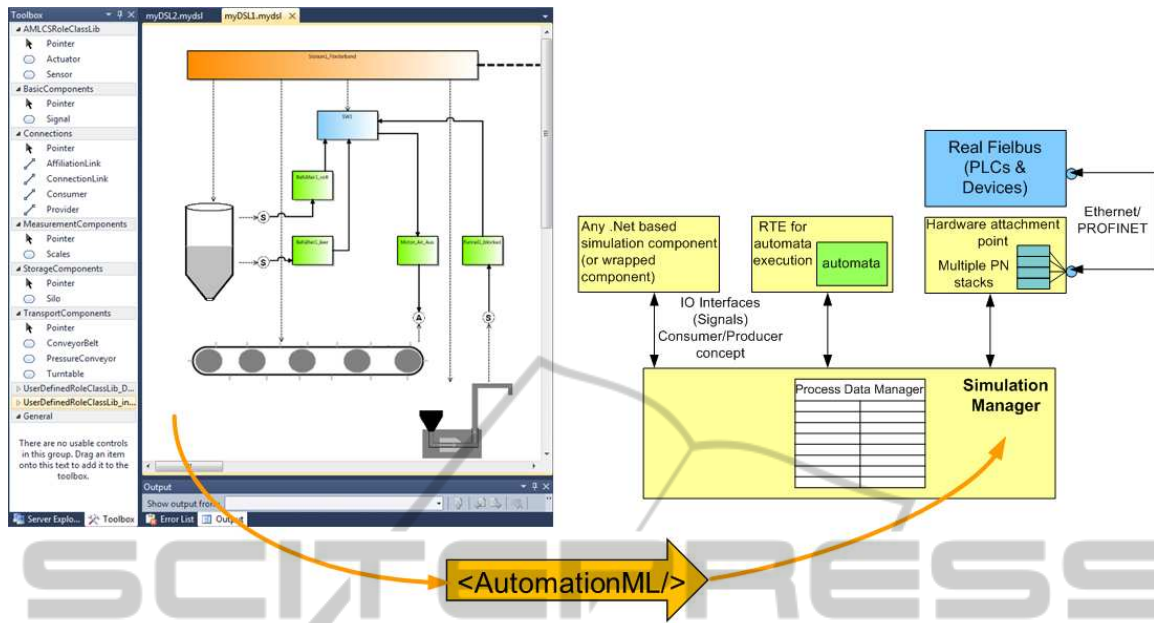 Toolbox
AMLCSRoleClassLib
Pointer
Actuator
Sensor
BasicComponents
Pointer
Signal
Connections
Pointer
AffiliationLink
ConnectionLink
Consumer
Provider
MeasurementComponents
Pointer
Scales
StorageComponents
Pointer
Silo
TransportComponents
Pointer
ConveyorBelt
PressureConveyor
Turntable
UserDefinedRoleClassLib_D...
UserDefinedRoleClassLib_in...
General
There are no usable controls
in this group. Drag an item
onto this text to add it to the
toolbox.
Server Explo...
Toolbox
myDSL2.mydsl
myDSL1.mydsl
S
S
A
S
Output
Show output from:
Error List
Output
Real Fielbus
(PLCs &
Devices)
Ethernet/
PROFINET
Any .Net based
simulation component
(or wrapped
component)
RTE for
automata
execution
automata
Hardware attachment
point
Multiple PN
stacks
IO Interfaces
(Signals)
Consumer/Producer
concept
Process Data Manager
Simulation
Manager
<AutomationML/>
SCITEPRESS